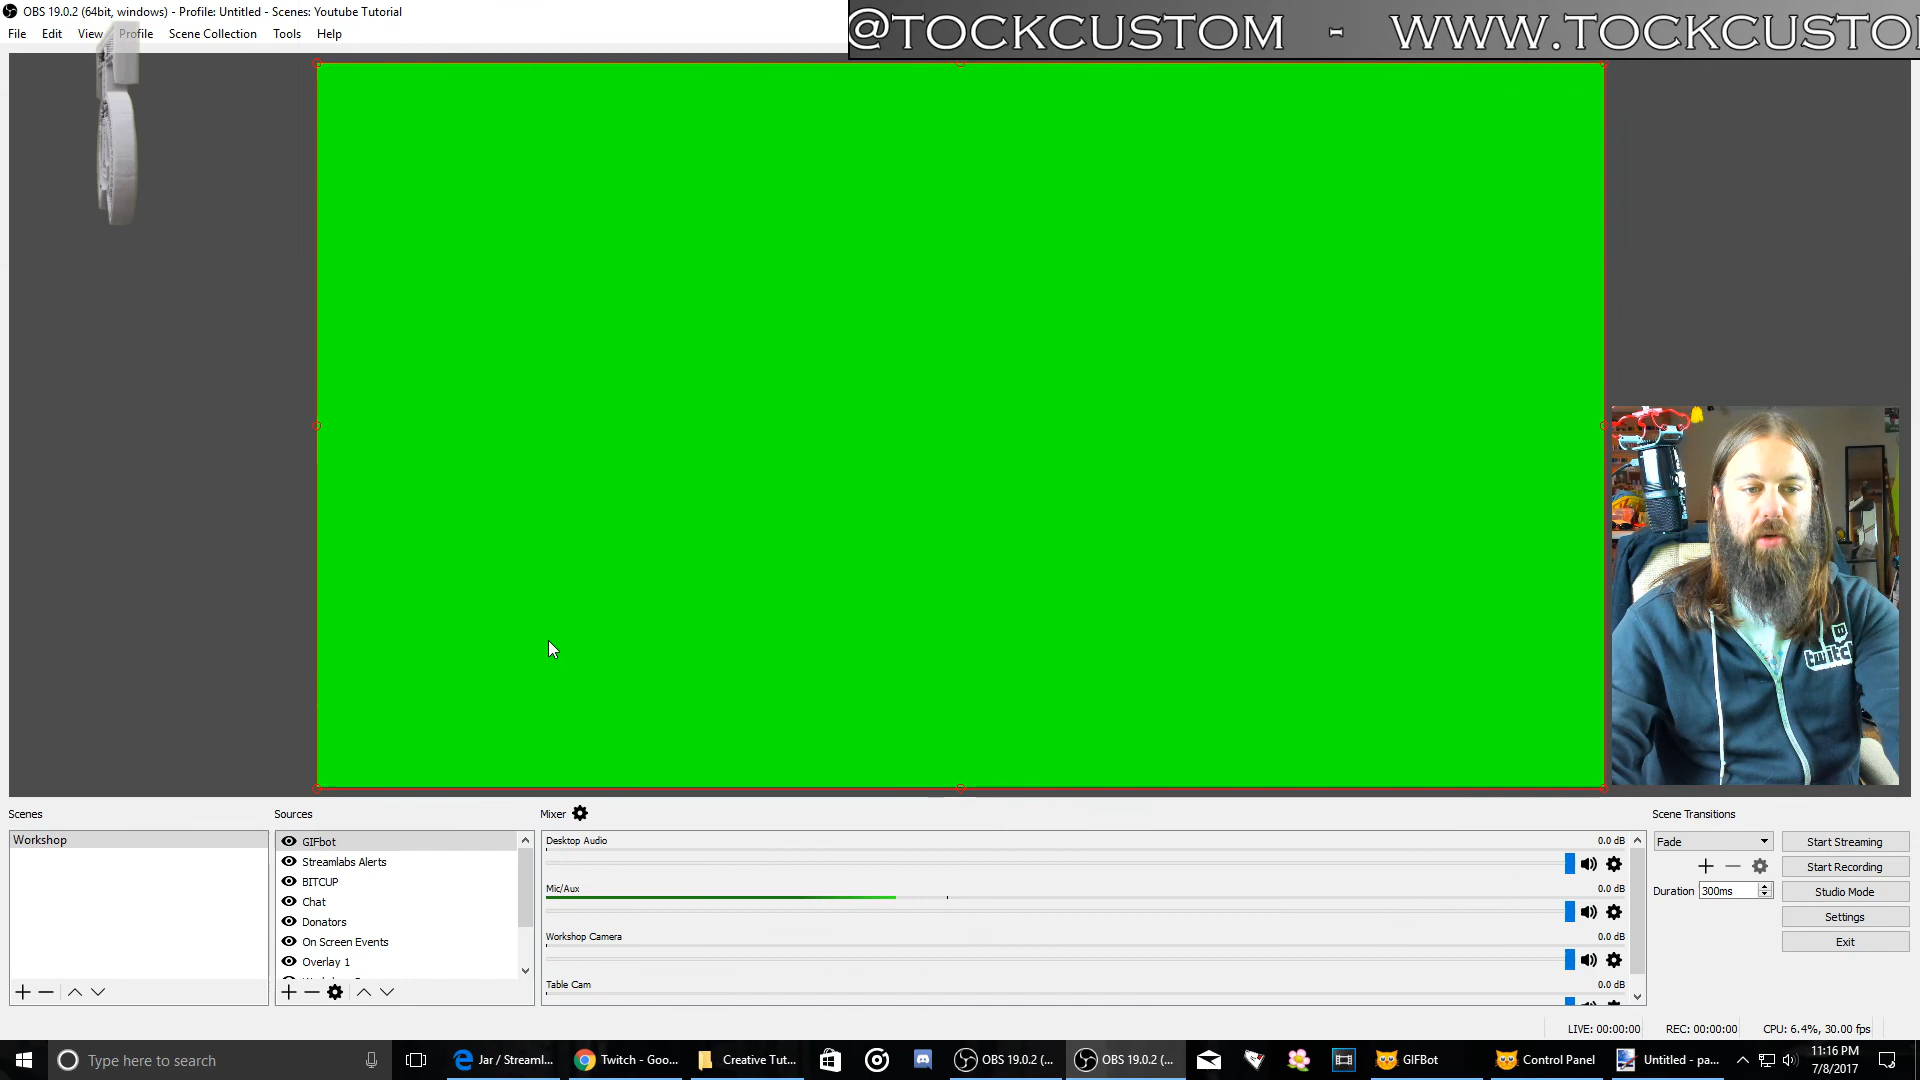 OBS 19.0.2 (64bit, windows) - Profile: Untitled - Scenes: Youtube Tutorial
@TOCKCUSTOM - WWW.TOCKCUSTO
File Edit View Profile Scene Collection Tools Help
twitch
Scenes
Workshop
Sources
GIFbot
Streamlabs Alerts
BITCUP
Chat
Donators
On Screen Events
Overlay 1
Mixer
Desktop Audio 0.0 dB
Mic/Aux 0.0 dB
Workshop Camera 0.0 dB
Table Cam 0.0 dB
Scene Transitions
Fade
Duration 300ms
Start Streaming
Start Recording
Studio Mode
Settings
Exit
LIVE: 00:00:00 REC: 00:00:00 CPU: 6.4%, 30.00 fps
Type here to search
Jar / Streaml...
Twitch - Goo...
Creative Tut...
OBS 19.0.2 (...
OBS 19.0.2 (...
GIFBot
Control Panel
Untitled - pa...
11:16 PM
7/8/2017